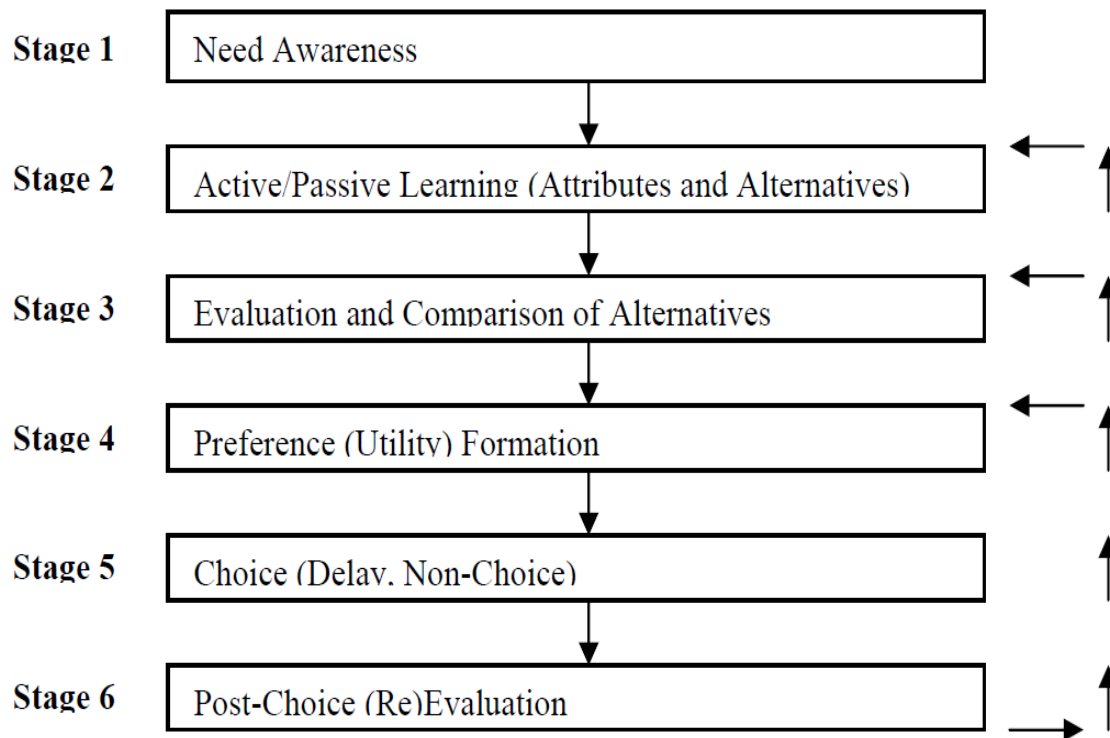 Stage 1 Need Awareness
Stage 2 Active/Passive Learning (Attributes and Alternatives)
Stage 3 Evaluation and Comparison of Alternatives
Stage 4 Preference (Utility) Formation
Stage 5 Choice (Delay, Non-Choice)
Stage 6 Post-Choice (Re)Evaluation